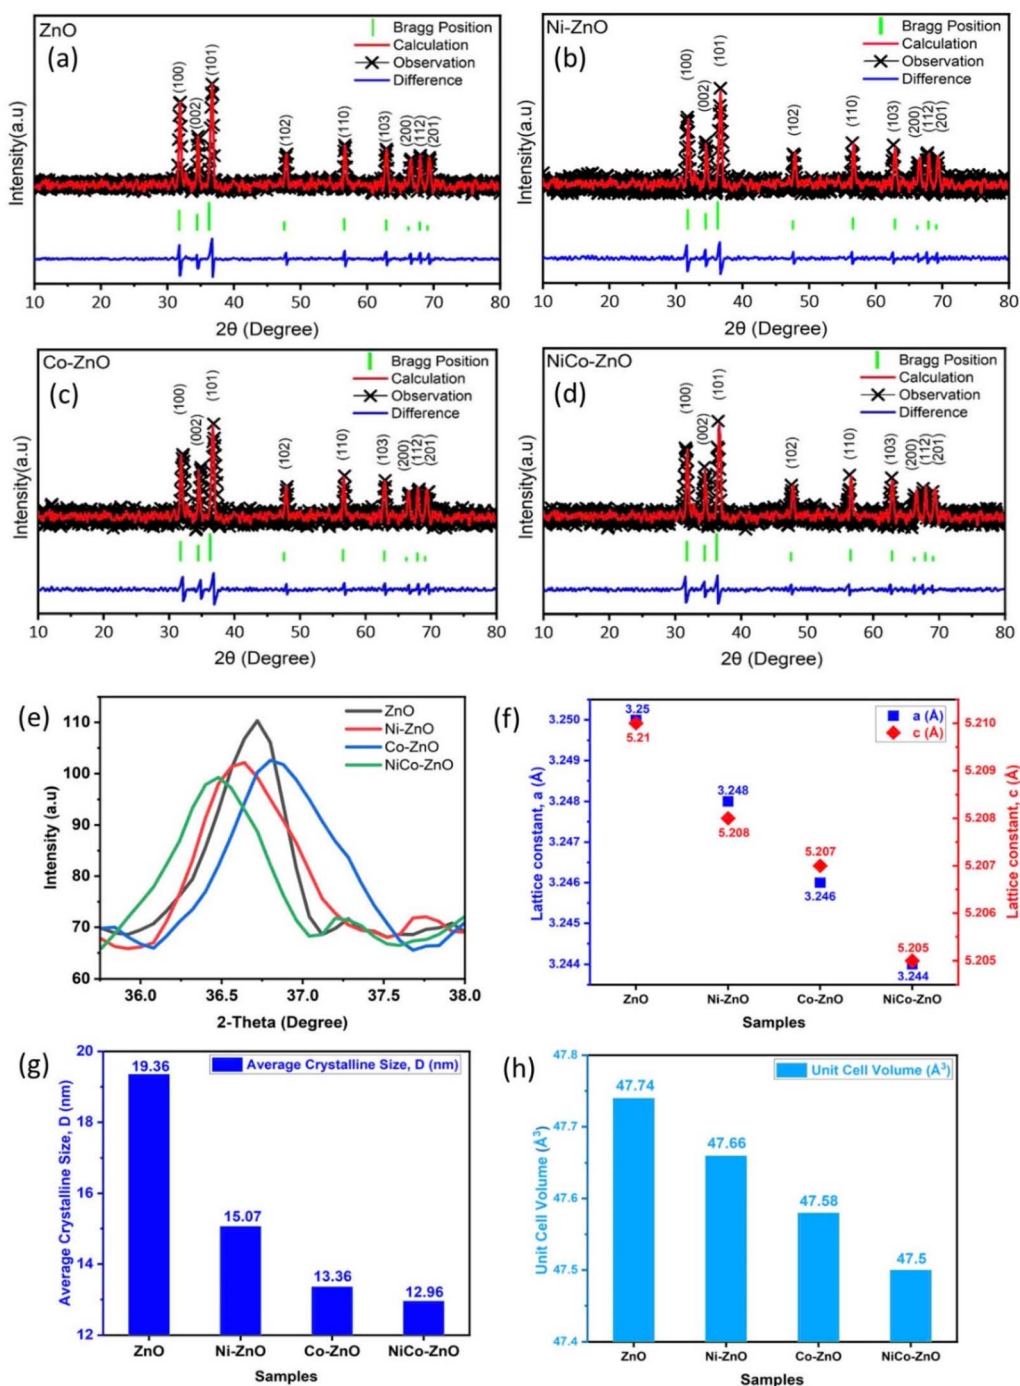 ZnO
(a)
Bragg Position
Calculation
Observation
Difference
(100)
(002)
(101)
(102)
(110)
(103)
(200)
(112)
(201)
Intensity(a.u)
10 20 30 40 50 60 70 80
2θ (Degree)
Ni-ZnO
(b)
Bragg Position
Calculation
Observation
Difference
(100)
(002)
(101)
(102)
(110)
(103)
(200)
(112)
(201)
Intensity(a.u)
10 20 30 40 50 60 70 80
2θ (Degree)
Co-ZnO
(c)
Bragg Position
Calculation
Observation
Difference
(100)
(002)
(101)
(102)
(110)
(103)
(200)
(112)
(201)
Intensity(a.u)
10 20 30 40 50 60 70 80
2θ (Degree)
NiCo-ZnO
(d)
Bragg Position
Calculation
Observation
Difference
(100)
(002)
(101)
(102)
(110)
(103)
(200)
(112)
(201)
Intensity(a.u)
10 20 30 40 50 60 70 80
2θ (Degree)
(e)
ZnO
Ni-ZnO
Co-ZnO
NiCo-ZnO
110
100
90
80
70
60
Intensity (a.u)
36.0 36.5 37.0 37.5 38.0
2-Theta (Degree)
(f)
a (Å)
c (Å)
3.250
3.248
3.247
3.246
3.245
3.244
Lattice constant, a (Å)
3.25
5.21
3.248
5.208
5.207
3.246
5.205
3.244
5.210
5.209
5.208
5.207
5.206
5.205
Lattice constant, c (Å)
ZnO Ni-ZnO Co-ZnO NiCo-ZnO
Samples
(g)
Average Crystalline Size, D (nm)
20
18
16
14
12
Average Crystalline Size, D (nm)
19.36
15.07
13.36
12.96
ZnO Ni-ZnO Co-ZnO NiCo-ZnO
Samples
(h)
Unit Cell Volume (Å³)
47.8
47.7
47.6
47.5
47.4
Unit Cell Volume (Å³)
47.74
47.66
47.58
47.5
ZnO Ni-ZnO Co-ZnO NiCo-ZnO
Samples